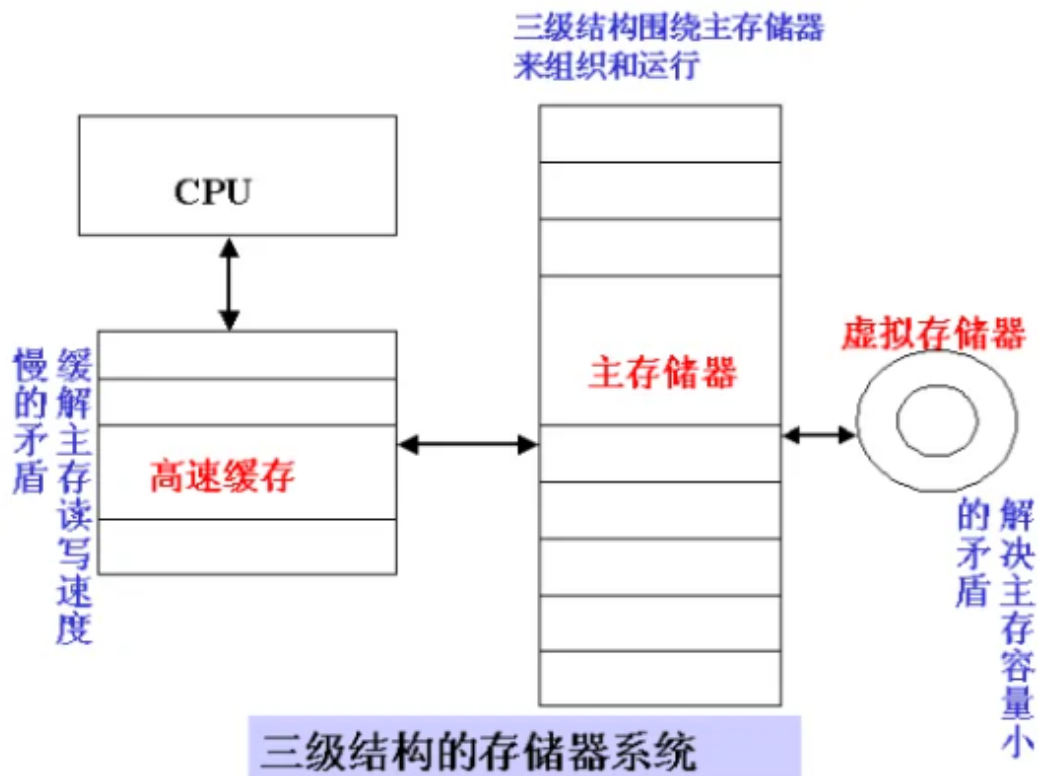 三级结构围绕主存储器
来组织和运行
CPU
缓解主存读写速度
慢的矛盾
高速缓存
主存储器
虚拟存储器
解决主存容量小
的矛盾
三级结构的存储器系统